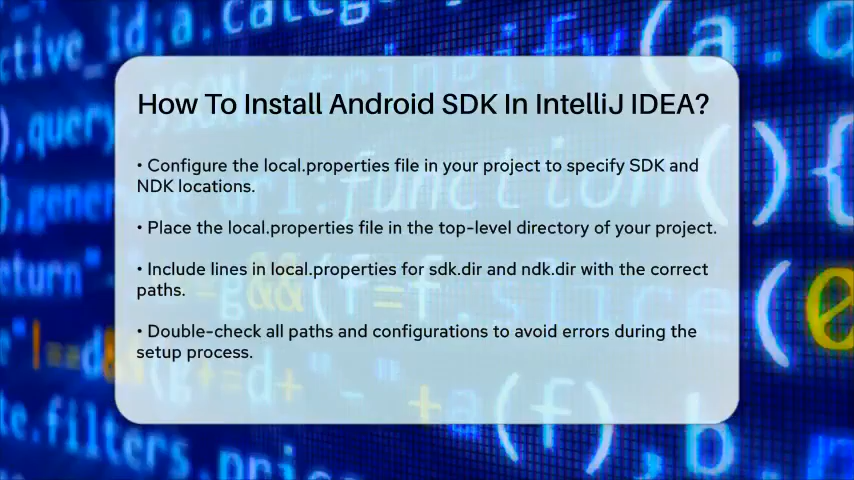 How To Install Android SDK In IntelliJ IDEA?
• Configure the local.properties file in your project to specify SDK and
NDK locations.
• Place the local.properties file in the top-level directory of your project.
• Include lines in local.properties for sdk.dir and ndk.dir with the correct
paths.
• Double-check all paths and configurations to avoid errors during the
setup process.